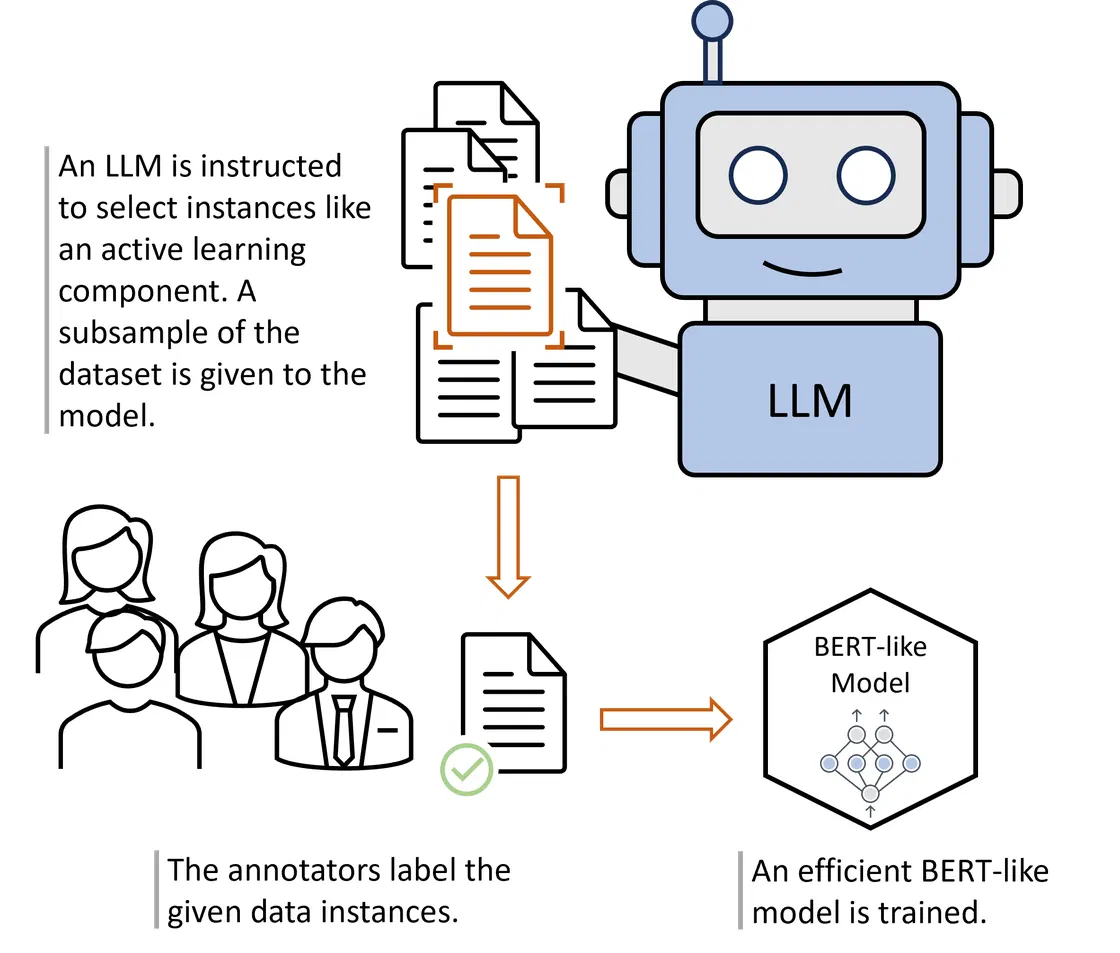 An LLM is instructed
to select instances like
an active learning
component. A
subsample of the
dataset is given to the
model.
LLM
BERT-like
Model
The annotators label the
given data instances.
An efficient BERT-like
model is trained.